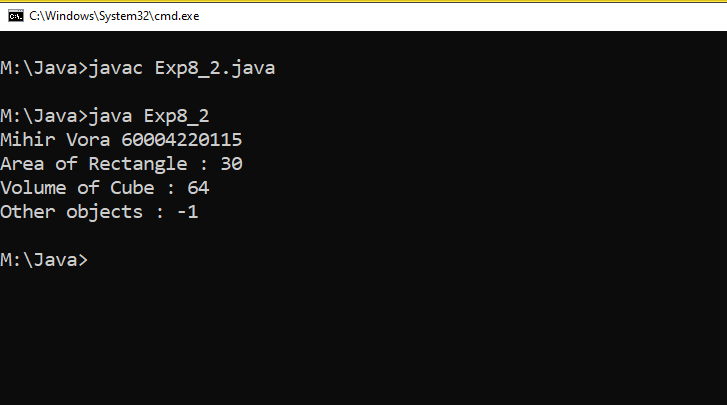 C:\Windows\System32\cmd.exe
M:\Java>javac Exp8_2.java
M:\Java>java Exp8_2
Mihir Vora 60004220115
Area of Rectangle : 30
Volume of Cube : 64
Other objects : -1
M:\Java>